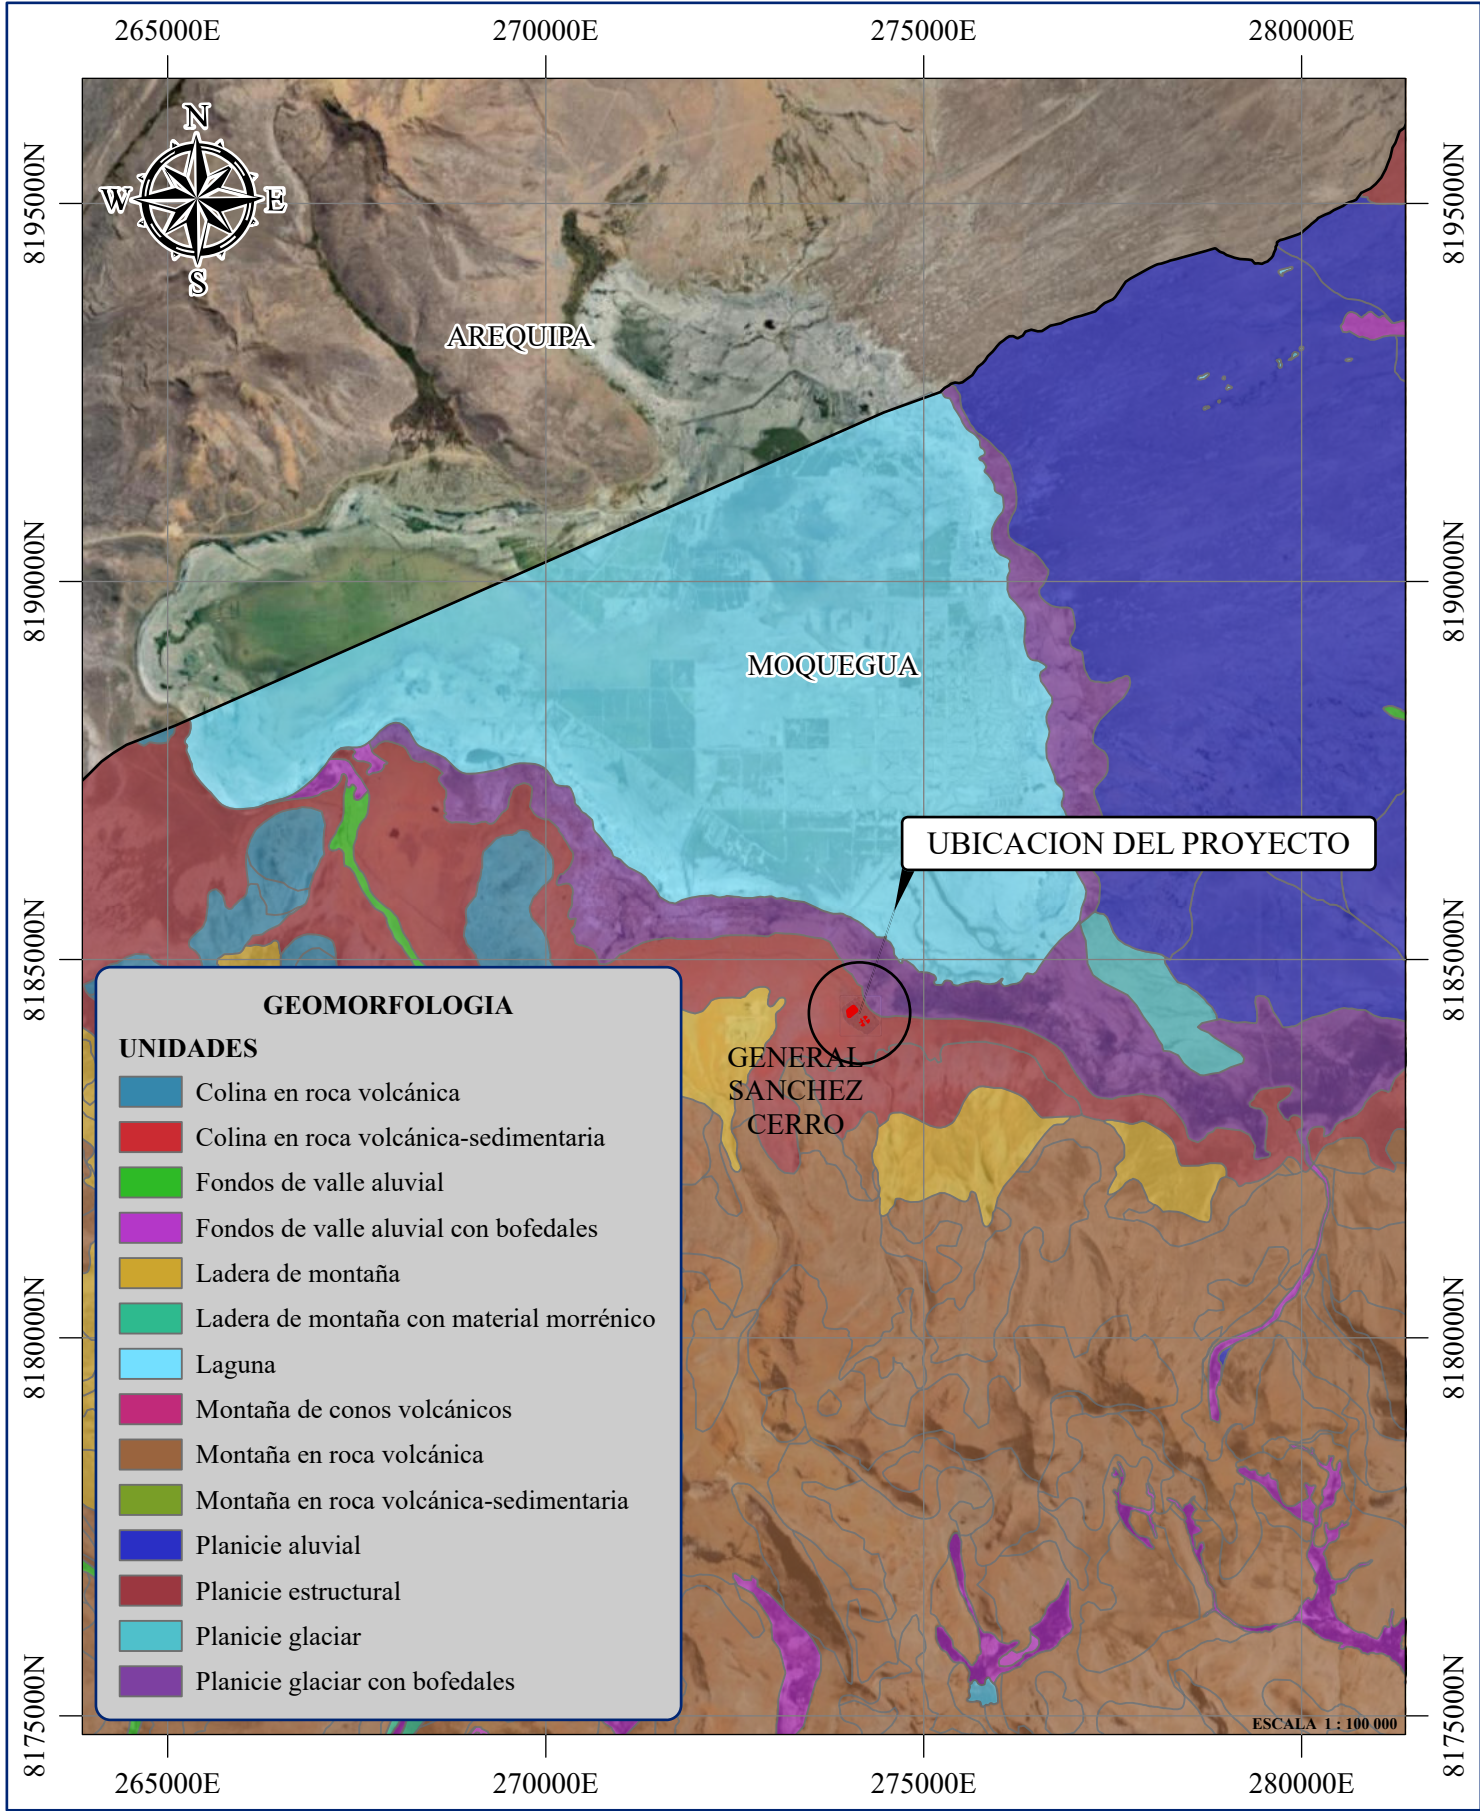 265000E
270000E
275000E
280000E
N
W
E
S
8195000N
8195000N
AREQUIPA
8190000N
8190000N
MOQUEGUA
UBICACION DEL PROYECTO
8185000N
8185000N
GENERAL
SANCHEZ
CERRO
GEOMORFOLOGIA
UNIDADES
Colina en roca volcánica
Colina en roca volcánica-sedimentaria
Fondos de valle aluvial
Fondos de valle aluvial con bofedales
Ladera de montaña
Ladera de montaña con material morrénico
Laguna
Montaña de conos volcánicos
Montaña en roca volcánica
Montaña en roca volcánica-sedimentaria
Planicie aluvial
Planicie estructural
Planicie glaciar
Planicie glaciar con bofedales
8180000N
8180000N
8175000N
8175000N
ESCALA 1 : 100 000
265000E
270000E
275000E
280000E